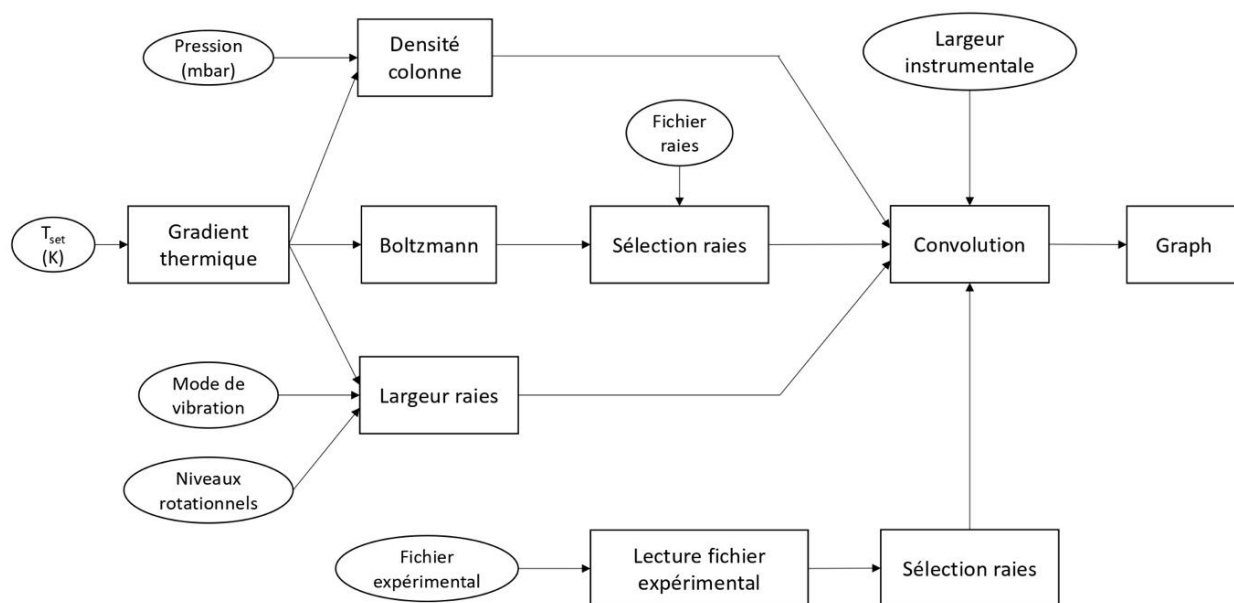 Pression
(mbar)
Densité
colonne
Largeur
instrumentale
Fichier
raies
Tset
(K)
Gradient
thermique
Boltzmann
Sélection raies
Convolution
Graph
Mode de
vibration
Largeur raies
Niveaux
rotationnels
Fichier
expérimental
Lecture fichier
expérimental
Sélection raies